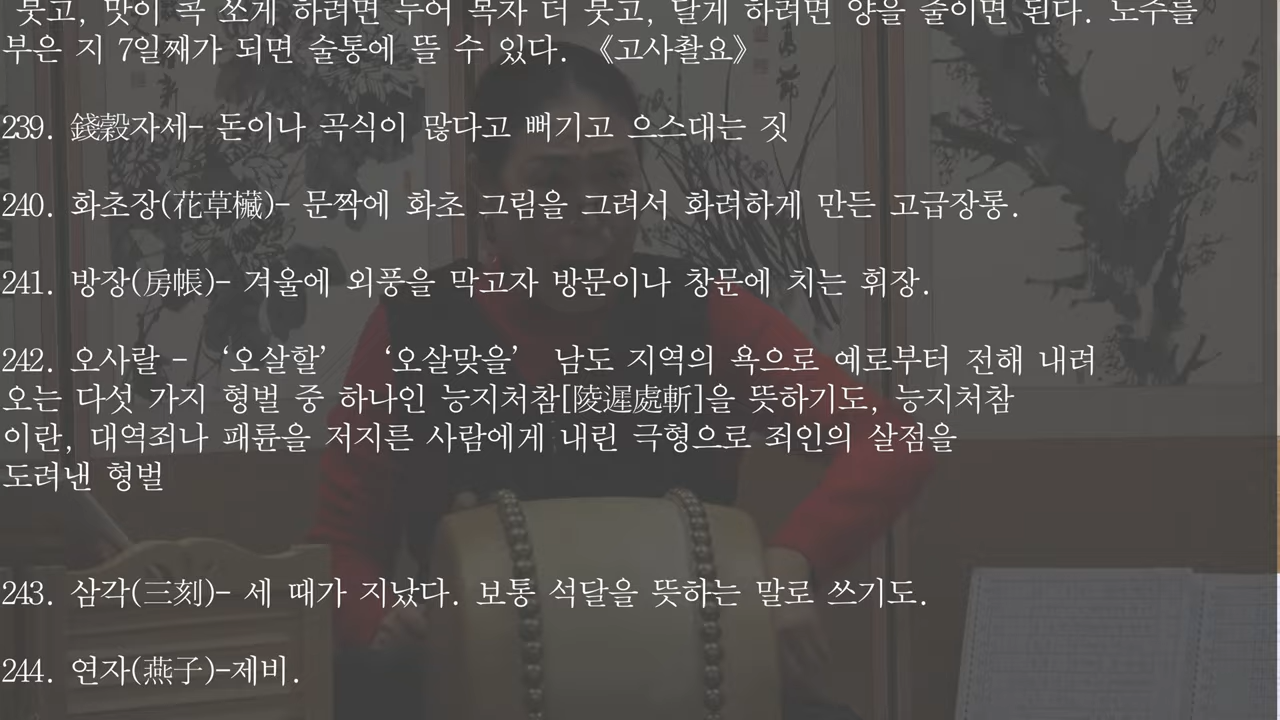 붓고, 맛이 콕 쏘게 하려면 두어 복자 더 붓고, 달게 하려면 양을 줄이면 된다. 노주를
부은 지 7일째가 되면 술통에 뜰 수 있다. 《고사촬요》
239. 錢穀자세- 돈이나 곡식이 많다고 뻐기고 으스대는 짓
240. 화초장(花草欌)- 문짝에 화초 그림을 그려서 화려하게 만든 고급장롱.
241. 방장(房帳)- 겨울에 외풍을 막고자 방문이나 창문에 치는 휘장.
242. 오사랄 - ‘오살할’ ‘오살맞을’ 남도 지역의 욕으로 예로부터 전해 내려
오는 다섯 가지 형벌 중 하나인 능지처참[陵遲處斬]을 뜻하기도, 능지처참
이란, 대역죄나 패륜을 저지른 사람에게 내린 극형으로 죄인의 살점을
도려낸 형벌
243. 삼각(三刻)- 세 때가 지났다. 보통 석달을 뜻하는 말로 쓰기도.
244. 연자(燕子)-제비.